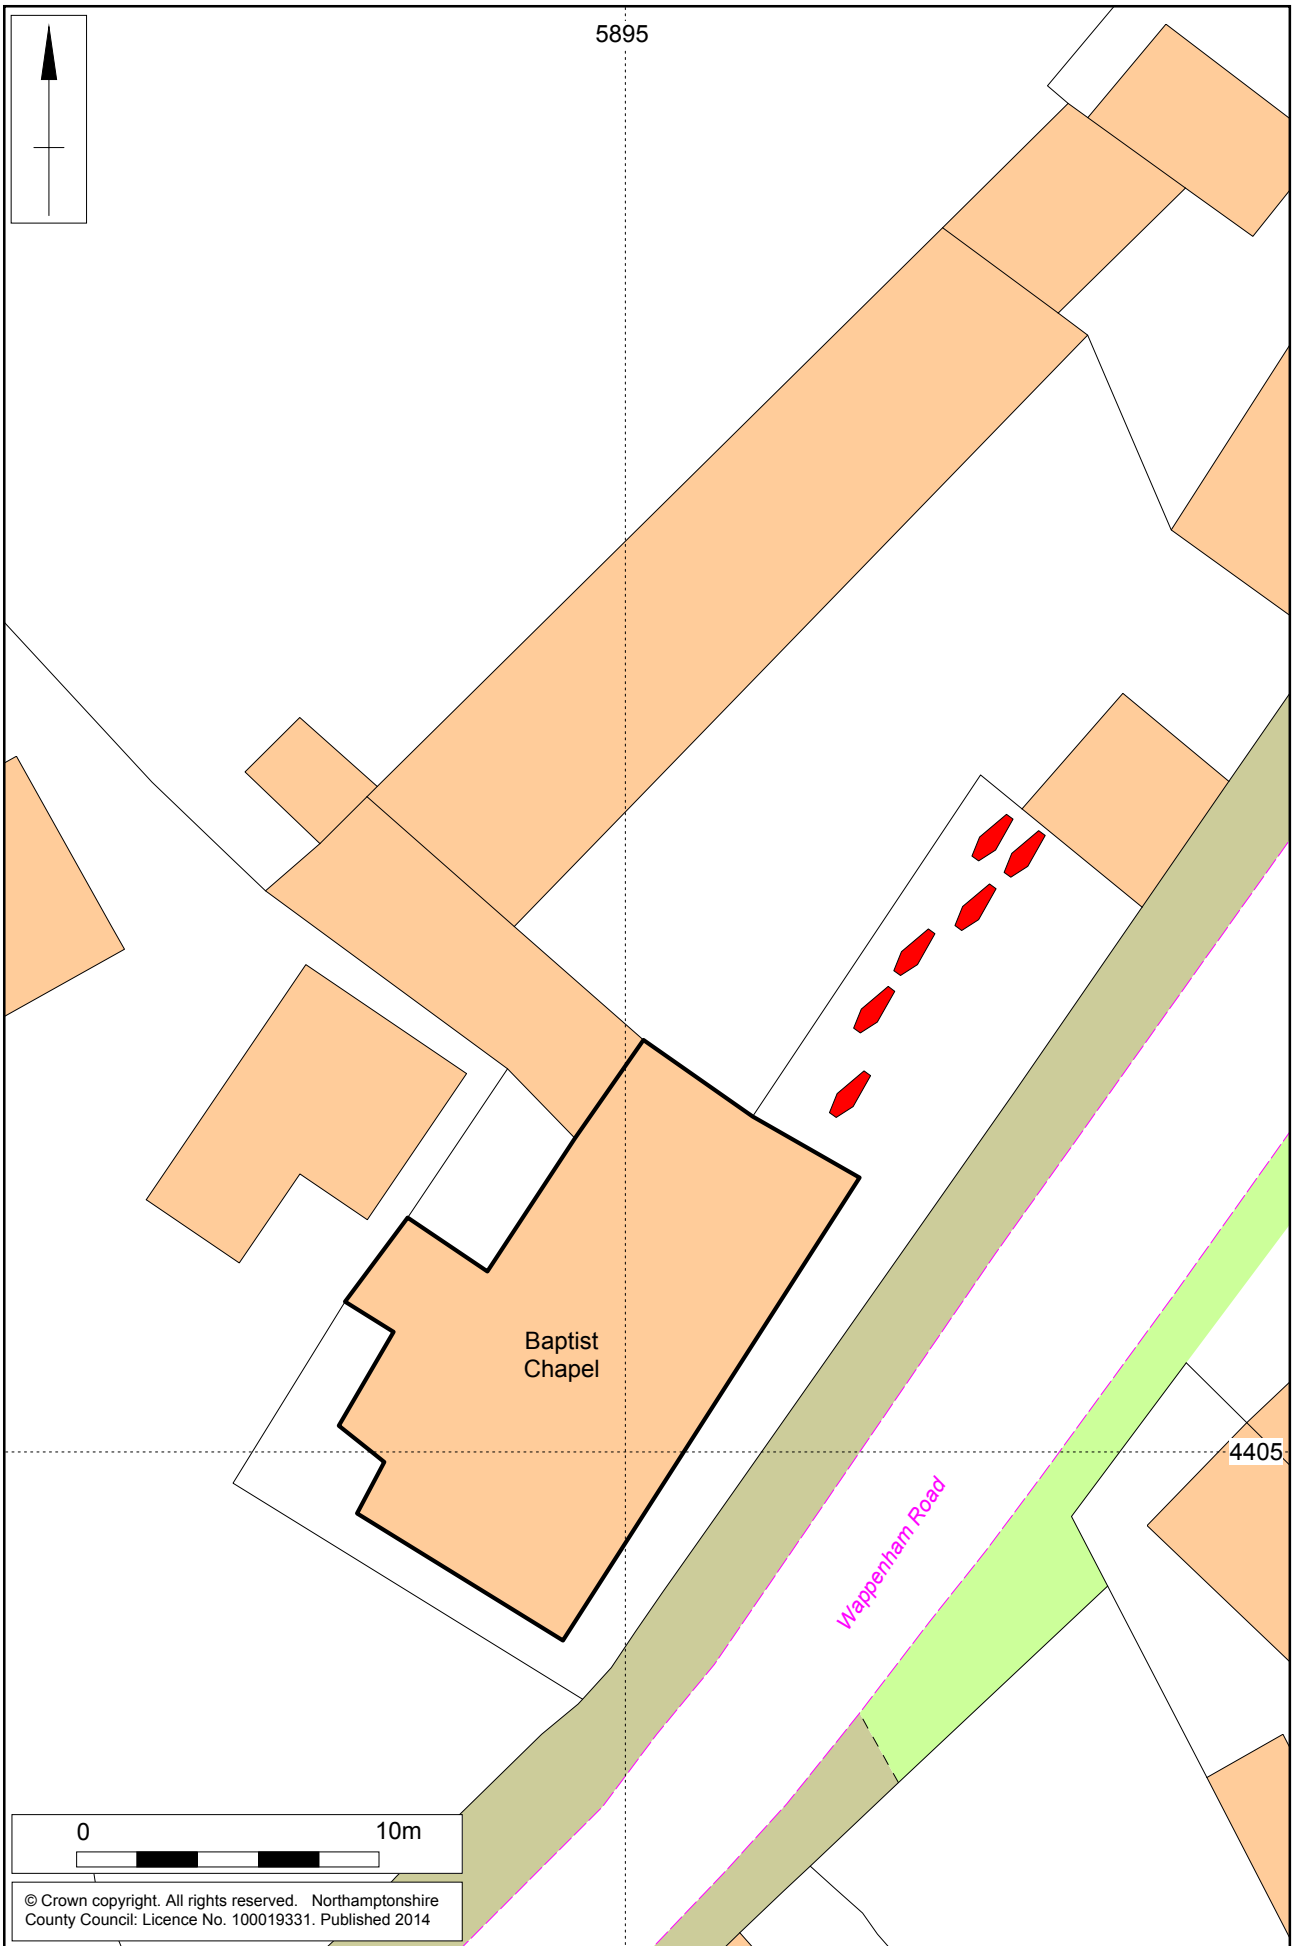 5895
Baptist
Chapel
4405
Wappenham Road
0 10m
© Crown copyright. All rights reserved. Northamptonshire
County Council: Licence No. 100019331. Published 2014